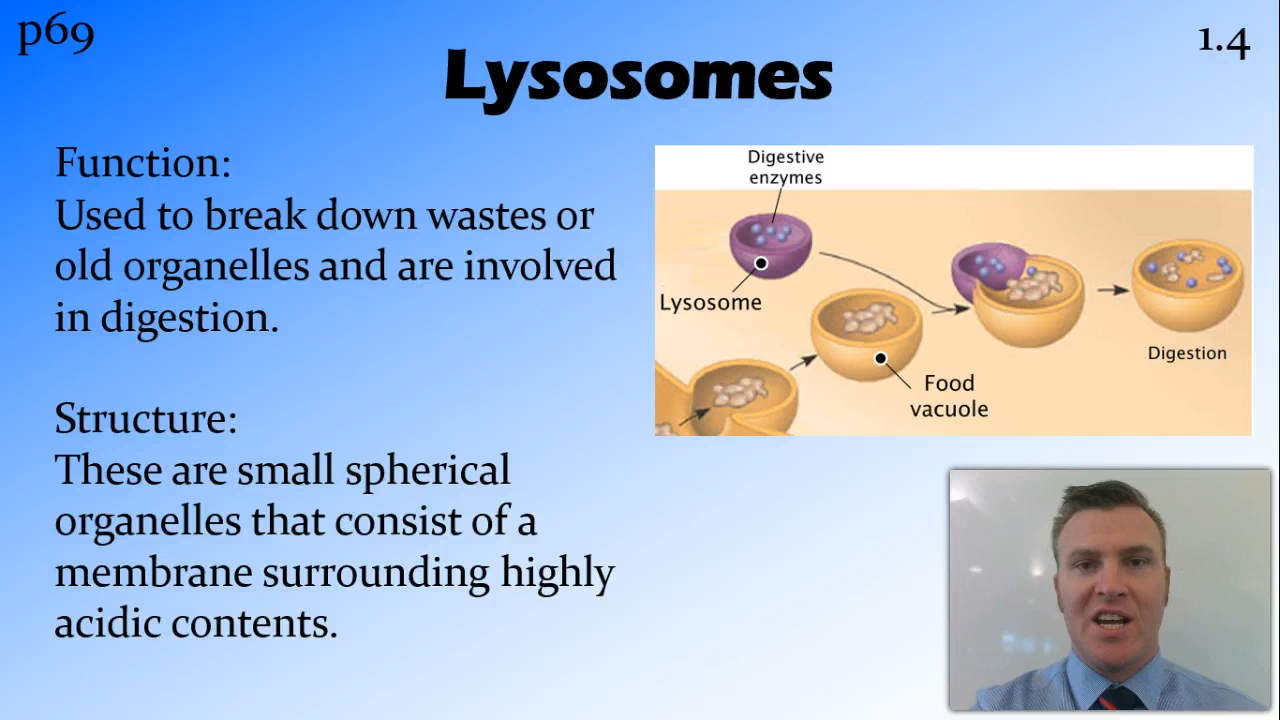 p69
1.4
Lysosomes
Function:
Used to break down wastes or
old organelles and are involved
in digestion.
Structure:
These are small spherical
organelles that consist of a
membrane surrounding highly
acidic contents.
Digestive
enzymes
Lysosome
Food
vacuole
Digestion